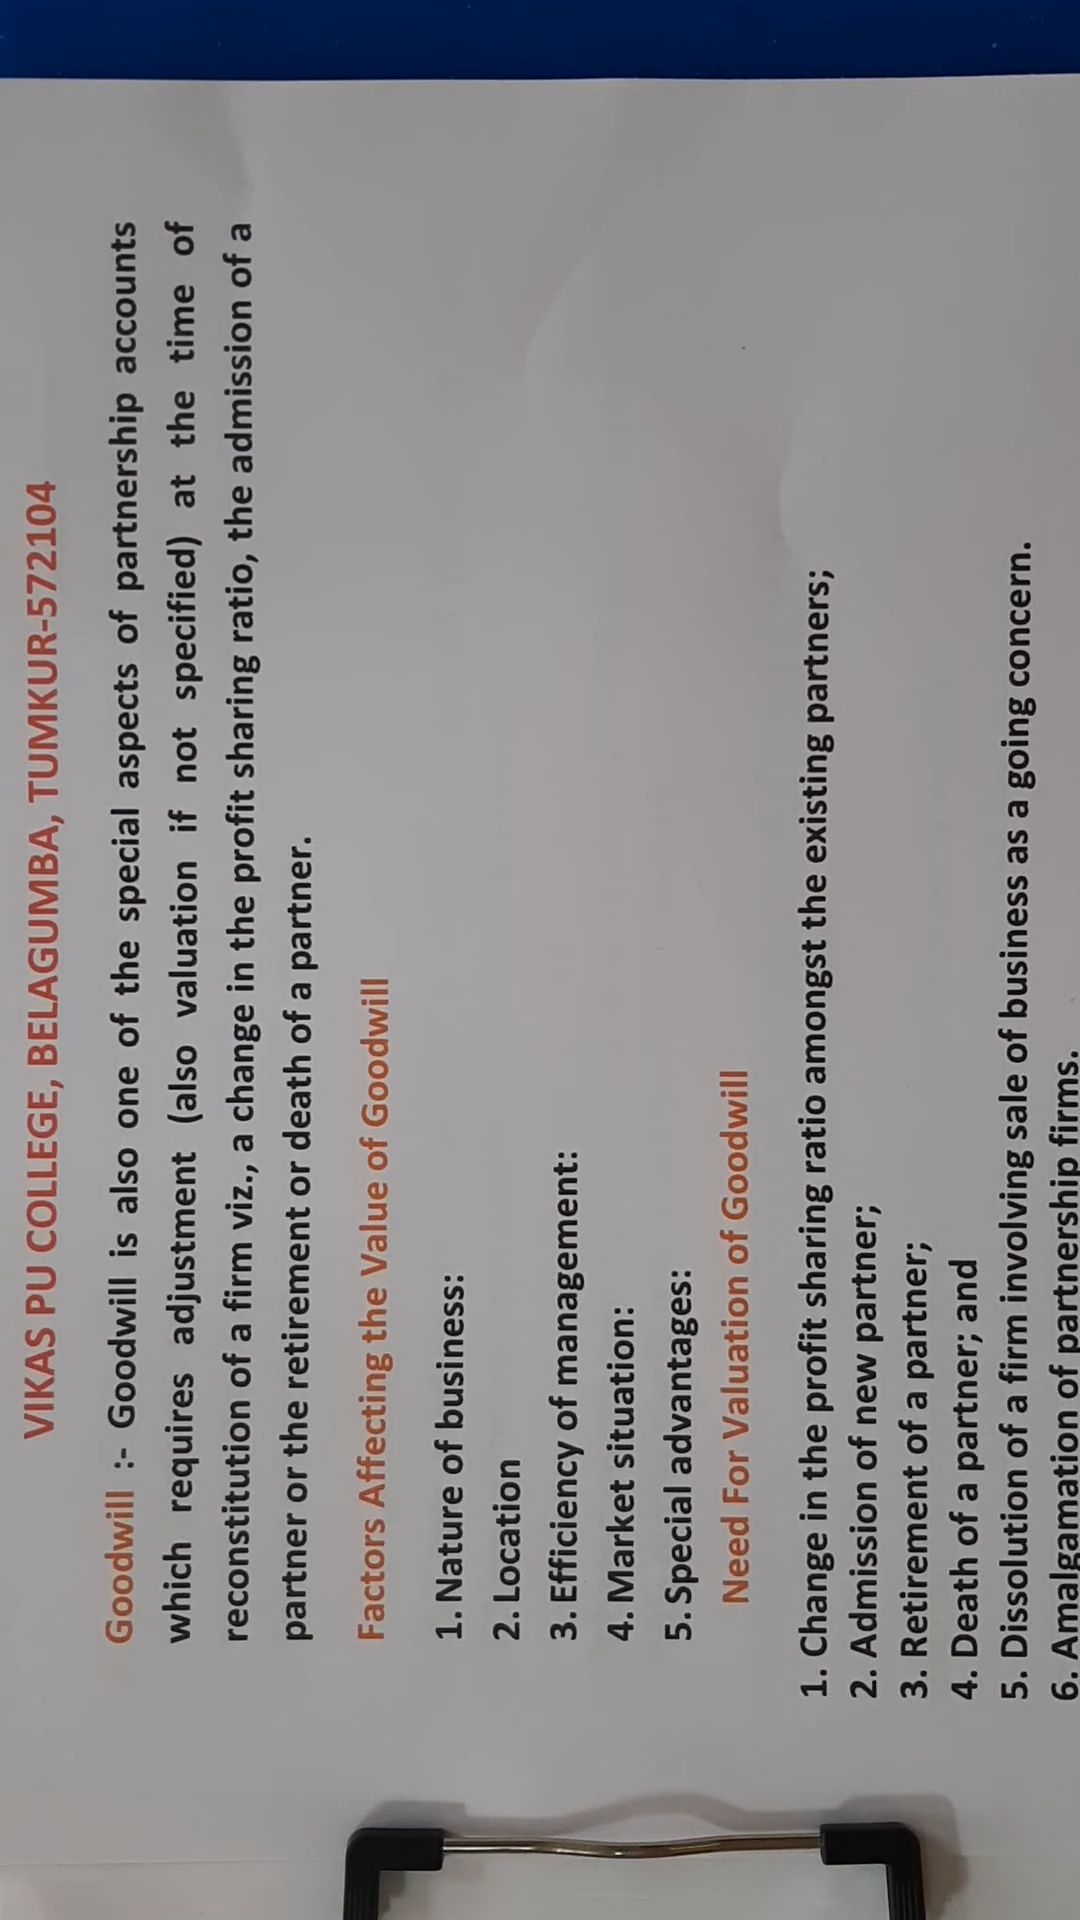 VIKAS PU COLLEGE, BELAGUMBA, TUMKUR-572104
Goodwill :- Goodwill is also one of the special aspects of partnership accounts
which requires adjustment (also valuation if not specified) at the time of
reconstitution of a firm viz., a change in the profit sharing ratio, the admission of a
partner or the retirement or death of a partner.
Factors Affecting the Value of Goodwill
1. Nature of business:
2. Location
3. Efficiency of management:
4. Market situation:
5. Special advantages:
Need For Valuation of Goodwill
1. Change in the profit sharing ratio amongst the existing partners;
2. Admission of new partner;
3. Retirement of a partner;
4. Death of a partner; and
5. Dissolution of a firm involving sale of business as a going concern.
6. Amalgamation of partnership firms.